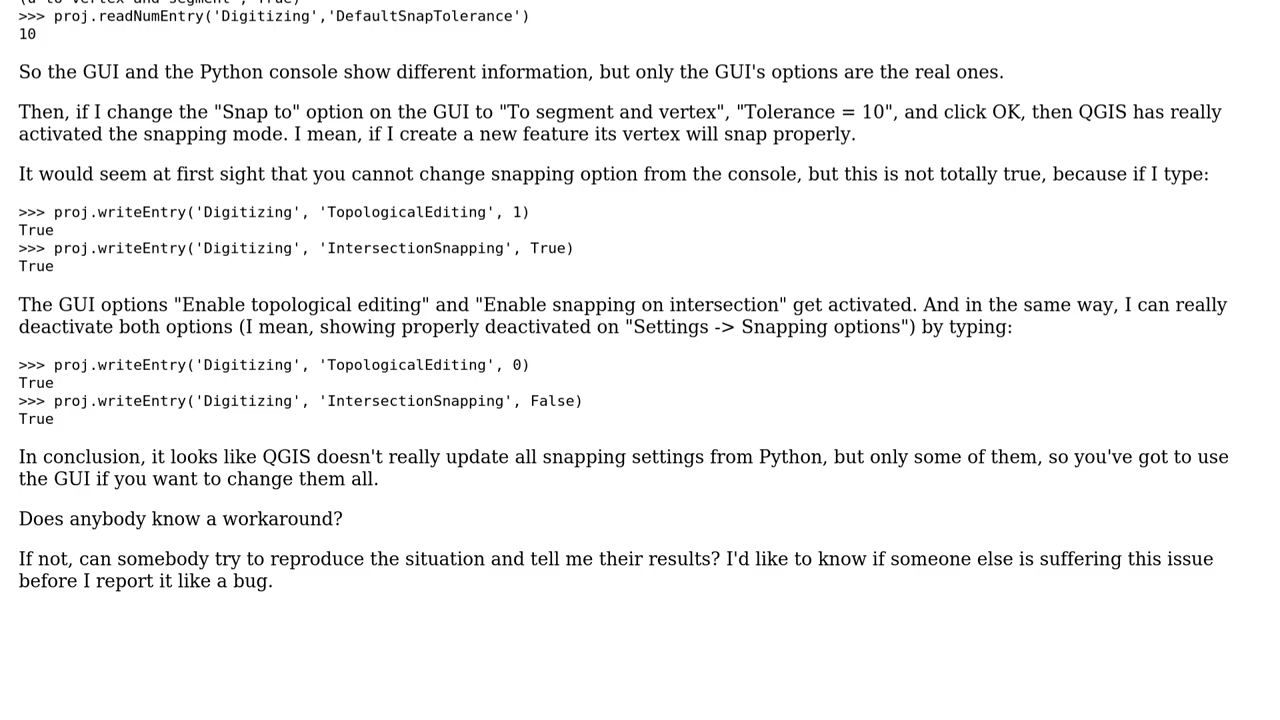 (u'to vertex and segment', True)
>>> proj.readNumEntry('Digitizing','DefaultSnapTolerance')
10
So the GUI and the Python console show different information, but only the GUI's options are the real ones.
Then, if I change the "Snap to" option on the GUI to "To segment and vertex", "Tolerance = 10", and click OK, then QGIS has really
activated the snapping mode. I mean, if I create a new feature its vertex will snap properly.
It would seem at first sight that you cannot change snapping option from the console, but this is not totally true, because if I type:
>>> proj.writeEntry('Digitizing', 'TopologicalEditing', 1)
True
>>> proj.writeEntry('Digitizing', 'IntersectionSnapping', True)
True
The GUI options "Enable topological editing" and "Enable snapping on intersection" get activated. And in the same way, I can really
deactivate both options (I mean, showing properly deactivated on "Settings -> Snapping options") by typing:
>>> proj.writeEntry('Digitizing', 'TopologicalEditing', 0)
True
>>> proj.writeEntry('Digitizing', 'IntersectionSnapping', False)
True
In conclusion, it looks like QGIS doesn't really update all snapping settings from Python, but only some of them, so you've got to use
the GUI if you want to change them all.
Does anybody know a workaround?
If not, can somebody try to reproduce the situation and tell me their results? I'd like to know if someone else is suffering this issue
before I report it like a bug.